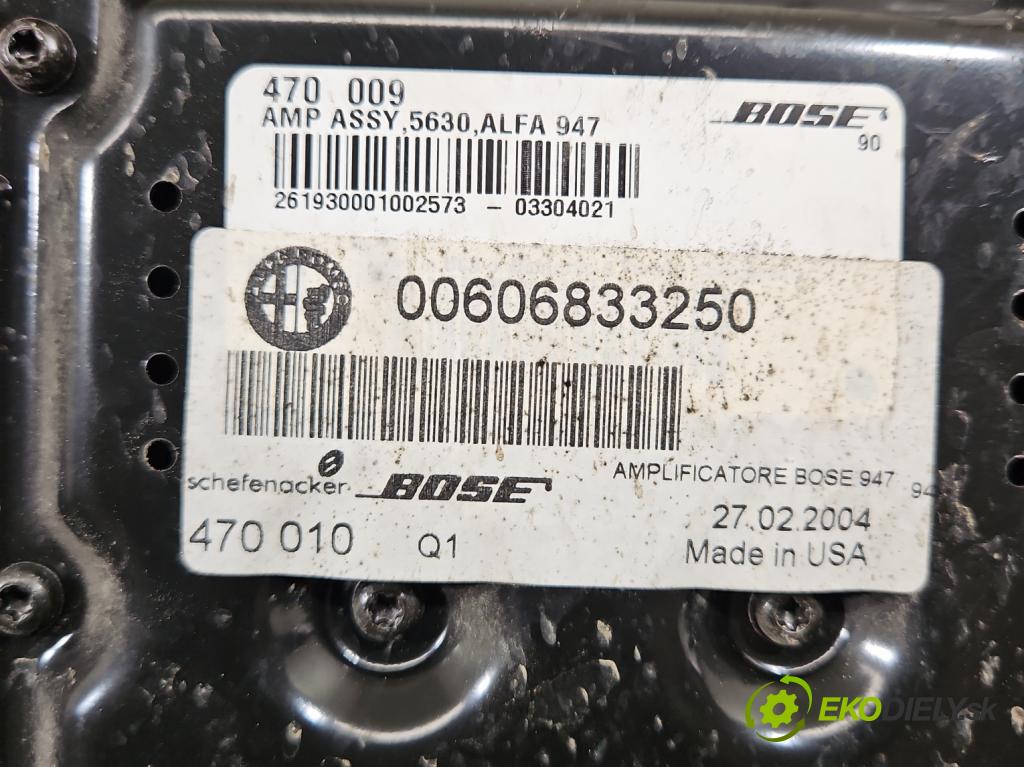 470 009
AMP ASSY,5630,ALFA 947
BOSE
90
261930001002573 - 03304021
00606833250
schefenacker BOSE
AMPLIFICATORE BOSE 947
94
470 010 Q1
27.02.2004
Made in USA
EKODIELY.sk